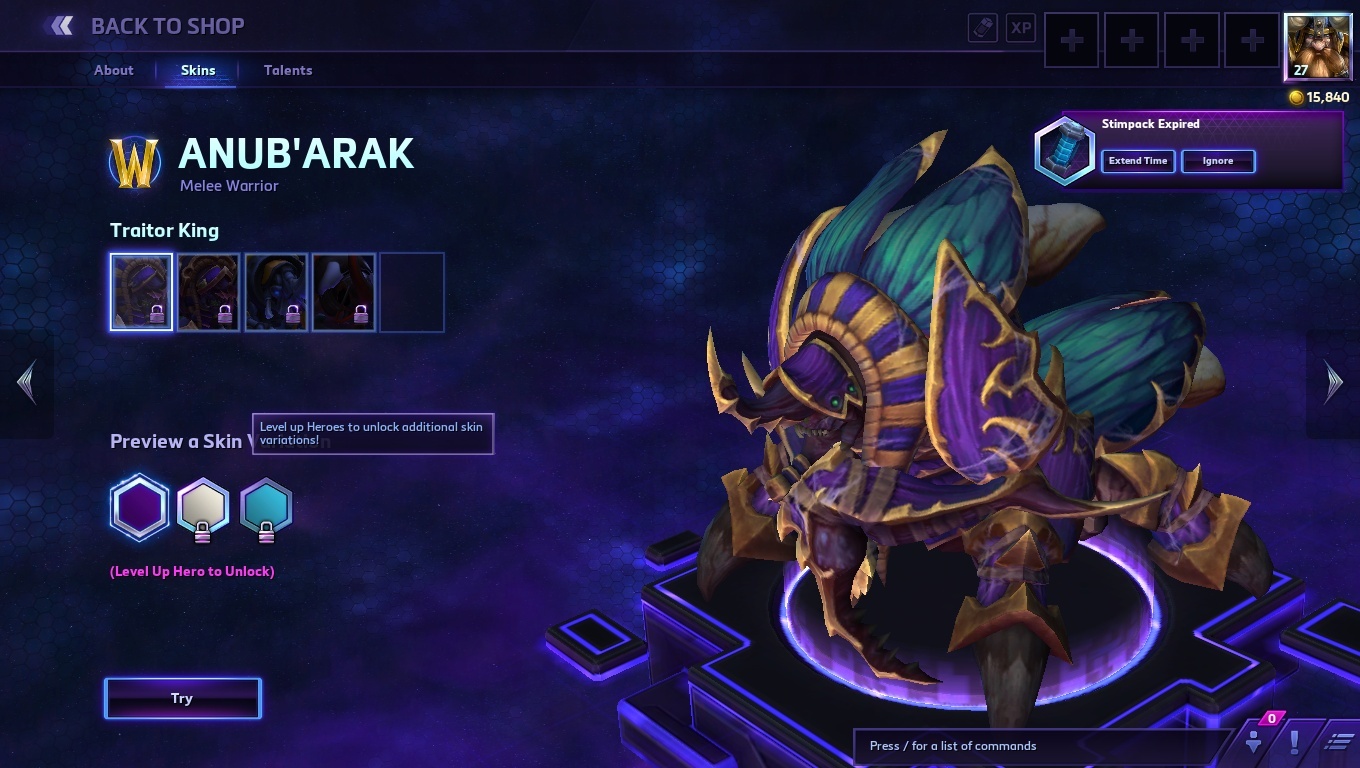 BACK TO SHOP
XP
27
15,840
About
Skins
Talents
Stimpack Expired
Extend Time
Ignore
W
ANUB'ARAK
Melee Warrior
Traitor King
Level up Heroes to unlock additional skin
variations!
Preview a Skin
(Level Up Hero to Unlock)
Try
0
Press / for a list of commands